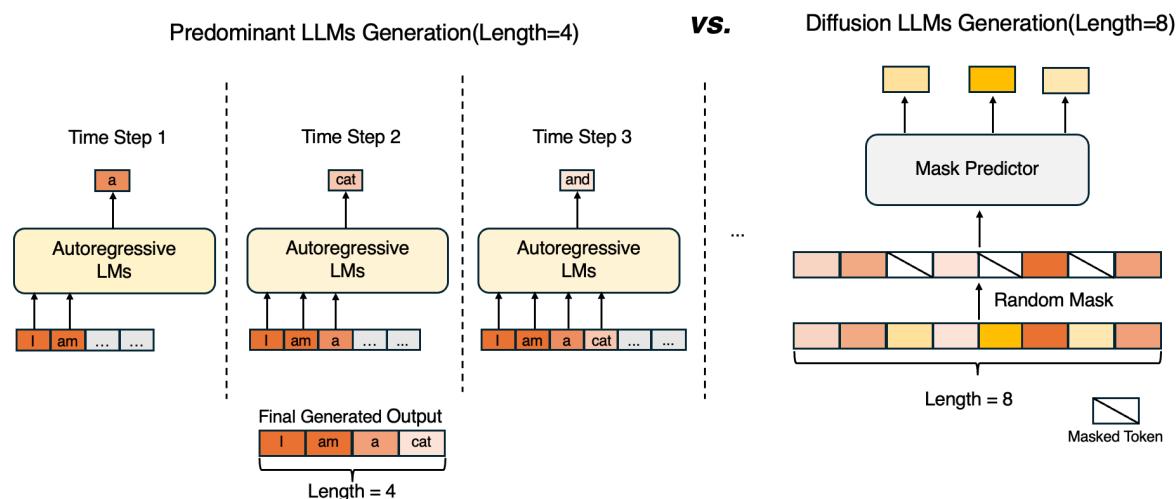 Predominant LLMs Generation(Length=4)
vs.
Diffusion LLMs Generation(Length=8)
Time Step 1
a
Autoregressive
LMs
I am ... ...
Time Step 2
cat
Autoregressive
LMs
I am a ... ...
Time Step 3
and
Autoregressive
LMs
I am a cat ... ...
...
Final Generated Output
I am a cat
Length = 4
Mask Predictor
Random Mask
Length = 8
Masked Token